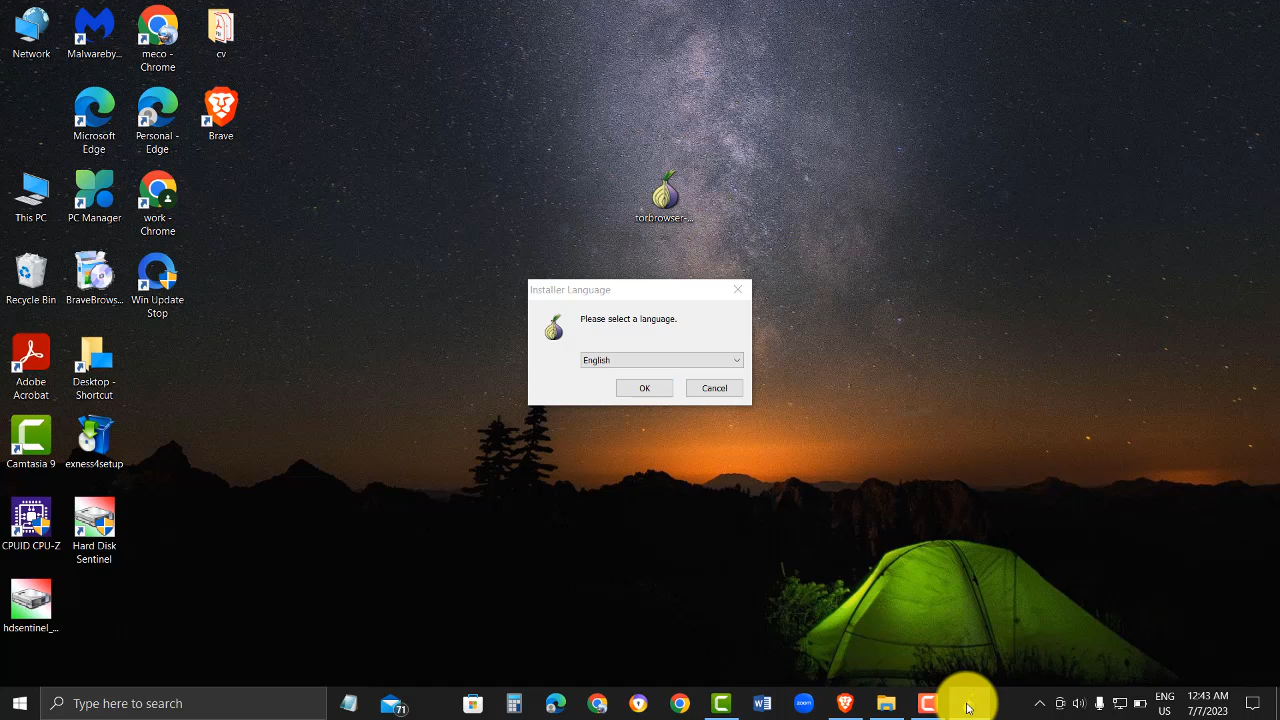 Network
Malwareby...
meco -
Chrome
cv
Microsoft
Edge
Personal -
Edge
Brave
This PC
PC Manager
work -
Chrome
torbrowser-...
Recycle Bin
BraveBrows...
Win Update
Stop
Installer Language
Please select a language.
English
OK
Cancel
Adobe
Acrobat
Desktop -
Shortcut
Camtasia 9
exness4setup
CPUID CPU-Z
Hard Disk
Sentinel
hdsentinel_...
Type here to search
71
zoom
ENG
US
12:43 AM
7/7/2023